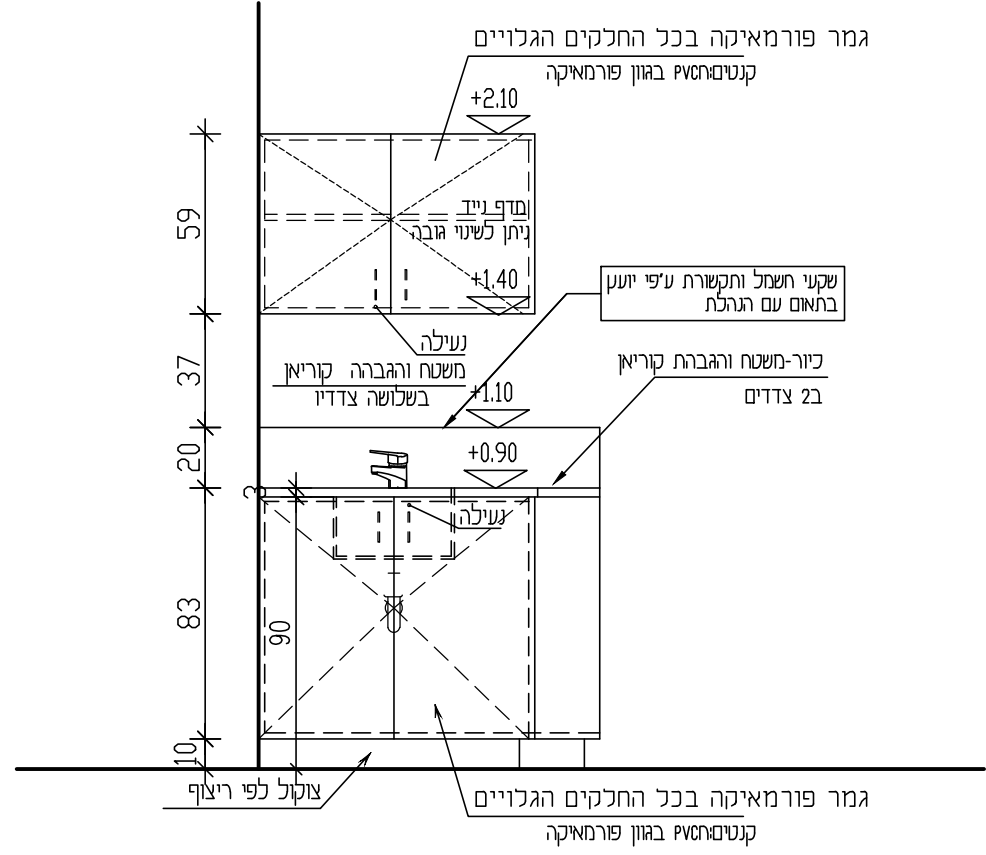 גמר פורמאיקה בכל החלקים הגלויים
קנטים:PVCח בגוון פורמאיקה
+2.10
59
מדף נייד
ניתן לשינוי גובה
+1.40
שקעי חשמל ותקשורת ע"פי יועץ
בתאום עם הנהלת
נעילה
37
כיור-משטח והגבהת קוריאן
ב2 צדדים
משטח והגבהה קוריאן
בשלושה צדדיו
+1.10
20
+0.90
3
נעילה
83
90
10
צוקול לפי ריצוף
גמר פורמאיקה בכל החלקים הגלויים
קנטים:PVCח בגוון פורמאיקה